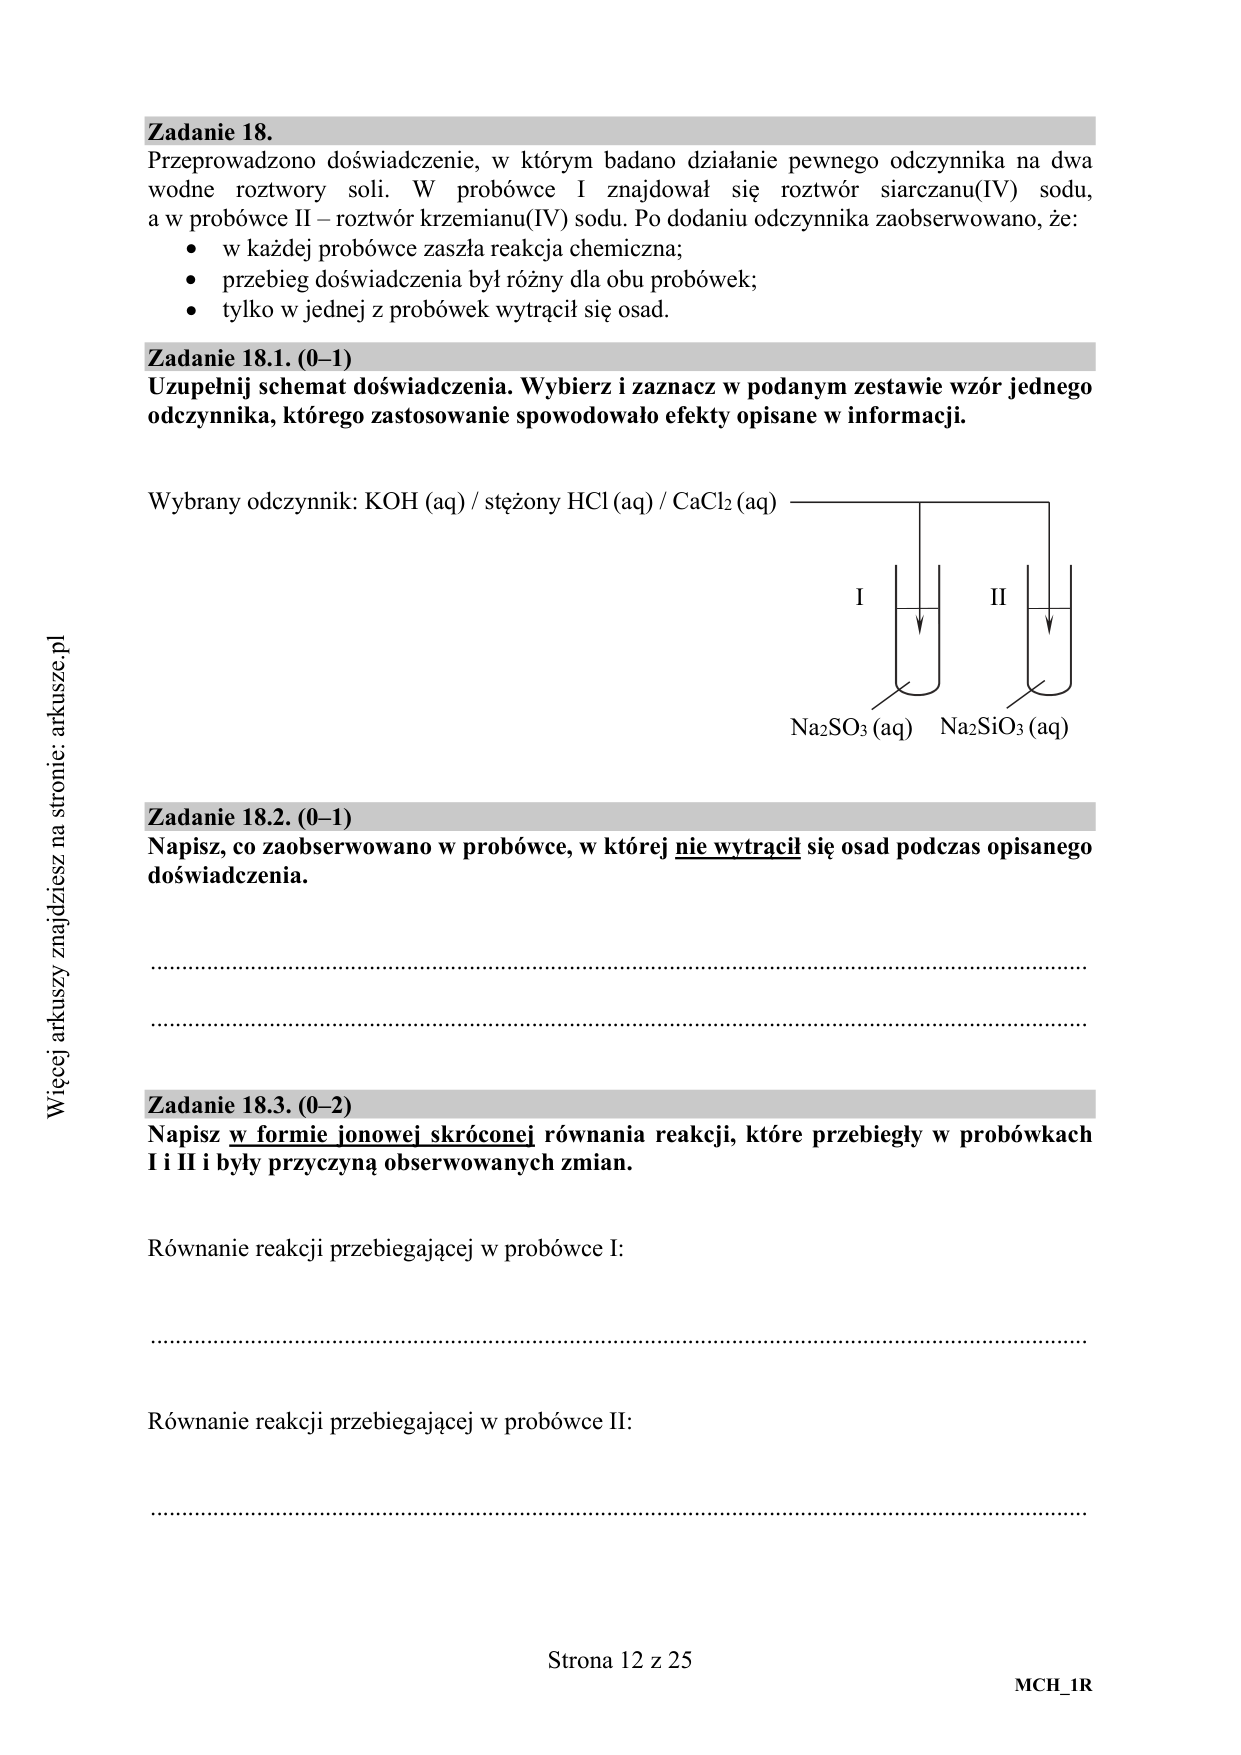 Zadanie 18.
Przeprowadzono doświadczenie, w którym badano działanie pewnego odczynnika na dwa
wodne roztwory soli. W probówce I znajdował się roztwór siarczanu(IV) sodu,
a w probówce II – roztwór krzemianu(IV) sodu. Po dodaniu odczynnika zaobserwowano, że:
• w każdej probówce zaszła reakcja chemiczna;
• przebieg doświadczenia był różny dla obu probówek;
• tylko w jednej z probówek wytrącił się osad.
Zadanie 18.1. (0–1)
Uzupełnij schemat doświadczenia. Wybierz i zaznacz w podanym zestawie wzór jednego
odczynnika, którego zastosowanie spowodowało efekty opisane w informacji.
Wybrany odczynnik: KOH (aq) / stężony HCl (aq) / CaCl2 (aq)
I II
Na2SO3 (aq) Na2SiO3 (aq)
Zadanie 18.2. (0–1)
Napisz, co zaobserwowano w probówce, w której nie wytrącił się osad podczas opisanego
doświadczenia.
Zadanie 18.3. (0–2)
Napisz w formie jonowej skróconej równania reakcji, które przebiegły w probówkach
I i II i były przyczyną obserwowanych zmian.
Równanie reakcji przebiegającej w probówce I:
Równanie reakcji przebiegającej w probówce II:
Strona 12 z 25
MCH_1R
Więcej arkuszy znajdziesz na stronie: arkusze.pl